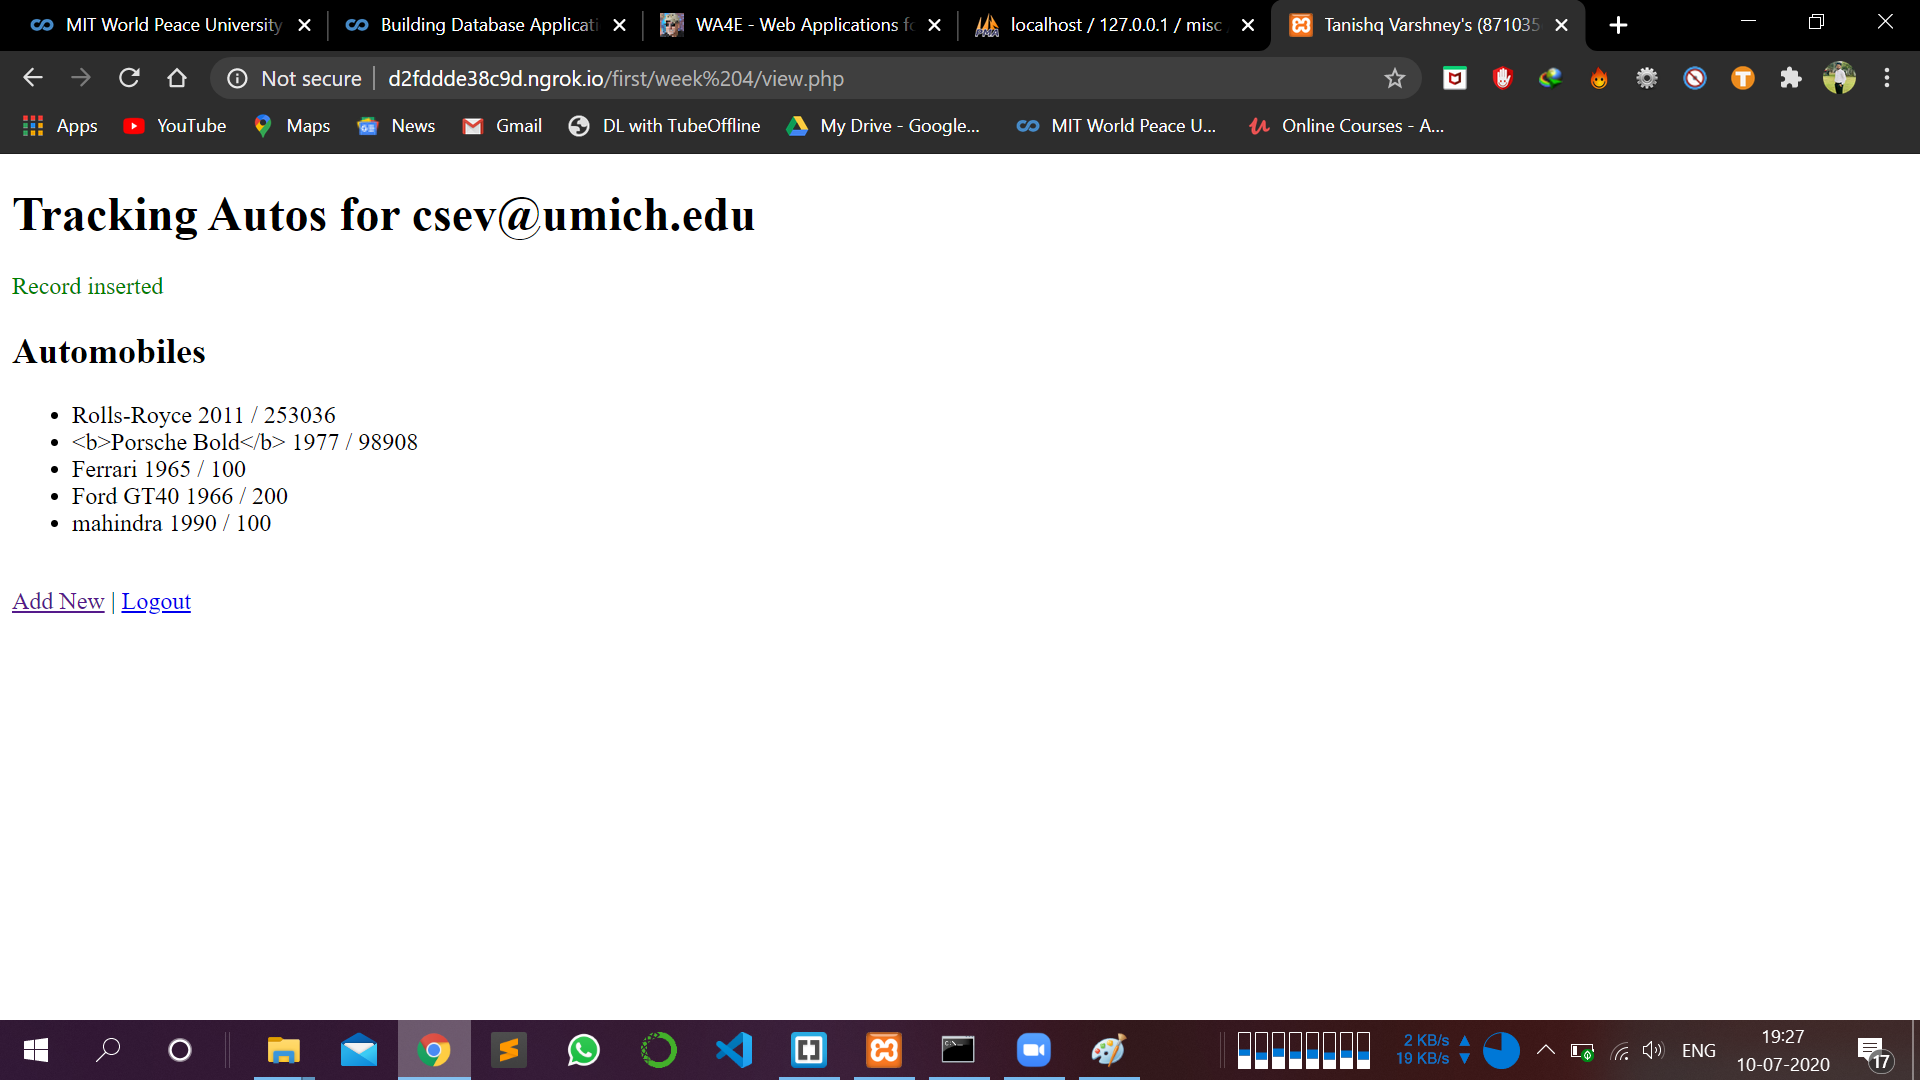 MIT World Peace University
Building Database Applicati
WA4E - Web Applications fo
localhost / 127.0.0.1 / misc
Tanishq Varshney's (871035
Not secure | d2fddde38c9d.ngrok.io/first/week%204/view.php
Apps
YouTube
Maps
News
Gmail
DL with TubeOffline
My Drive - Google...
MIT World Peace U...
Online Courses - A...
Tracking Autos for csev@umich.edu
Record inserted
Automobiles
• Rolls-Royce 2011 / 253036
• <b>Porsche Bold</b> 1977 / 98908
• Ferrari 1965 / 100
• Ford GT40 1966 / 200
• mahindra 1990 / 100
Add New | Logout
2 KB/s
19 KB/s
ENG
19:27
10-07-2020
17